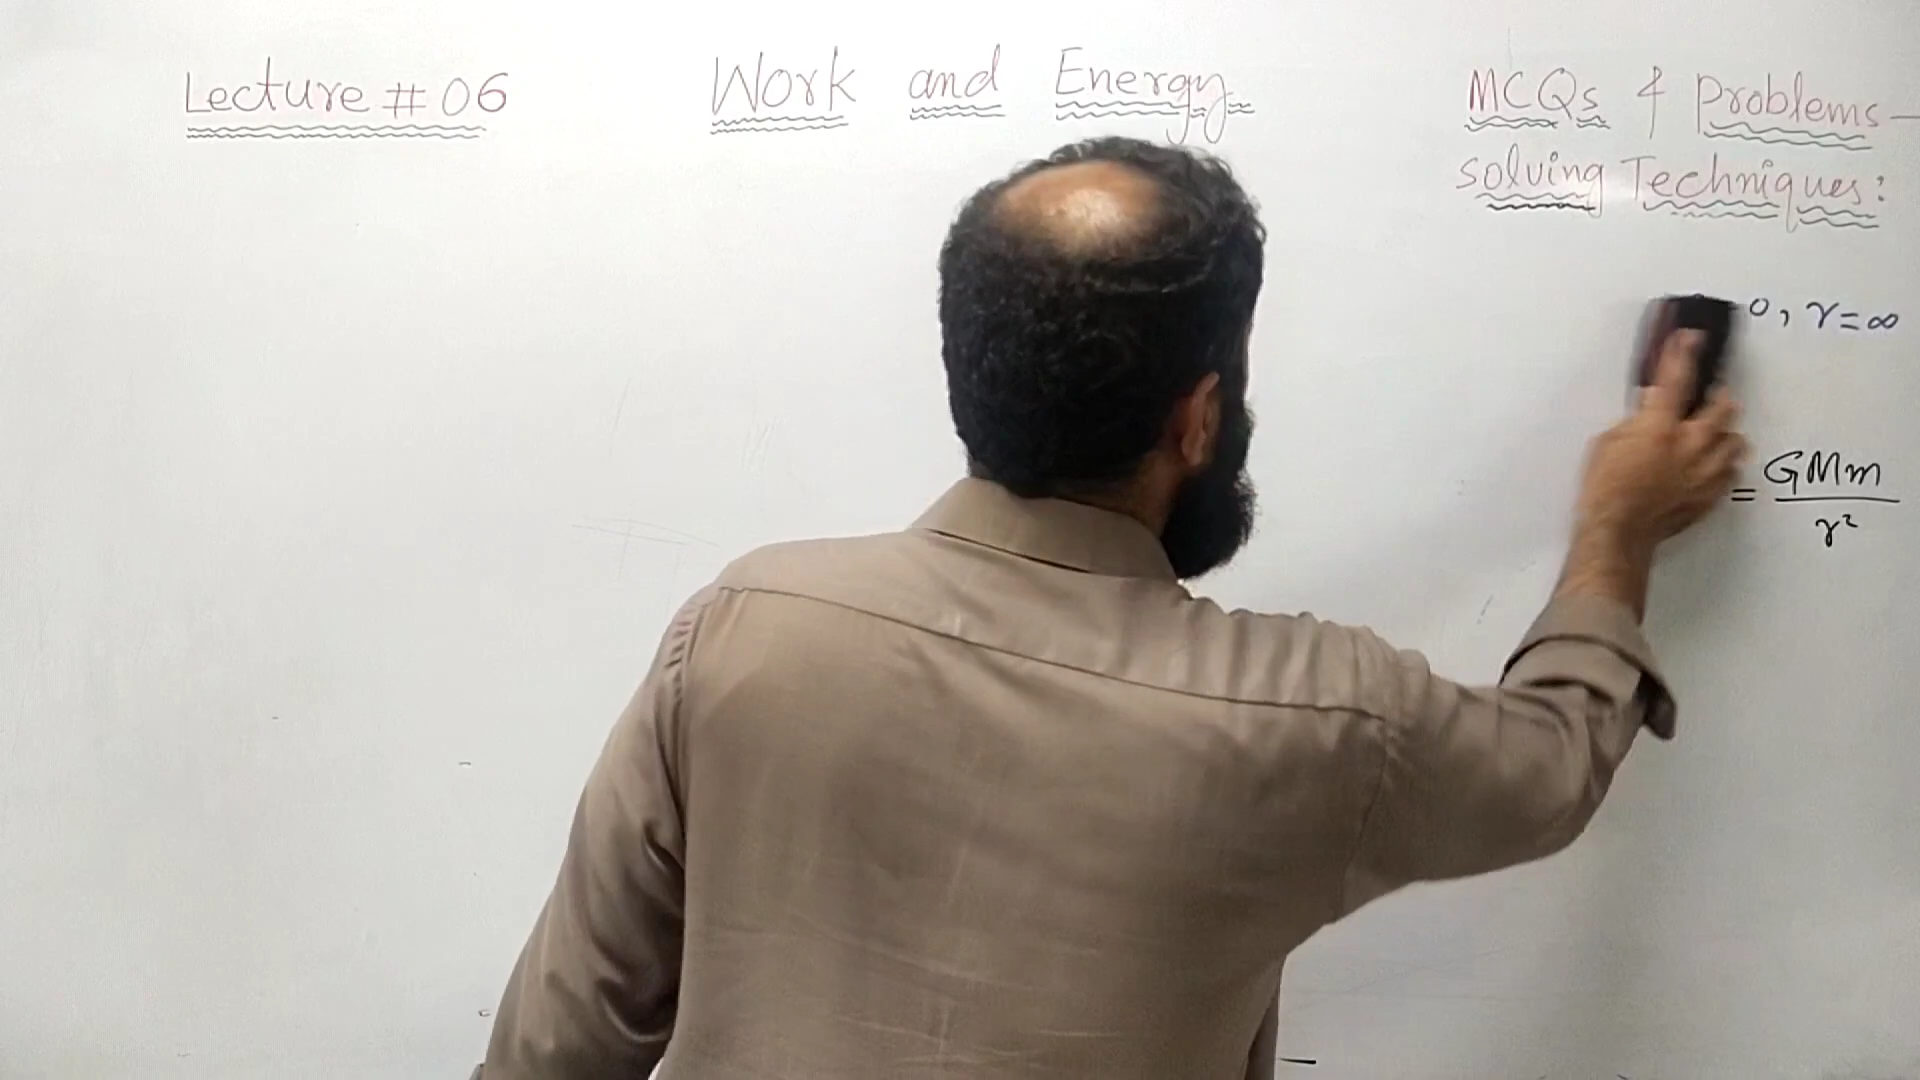 Lecture # 06
Work and Energy
MCQs & Problems-
solving Techniques:
0, r = ∞
= GMm / r²